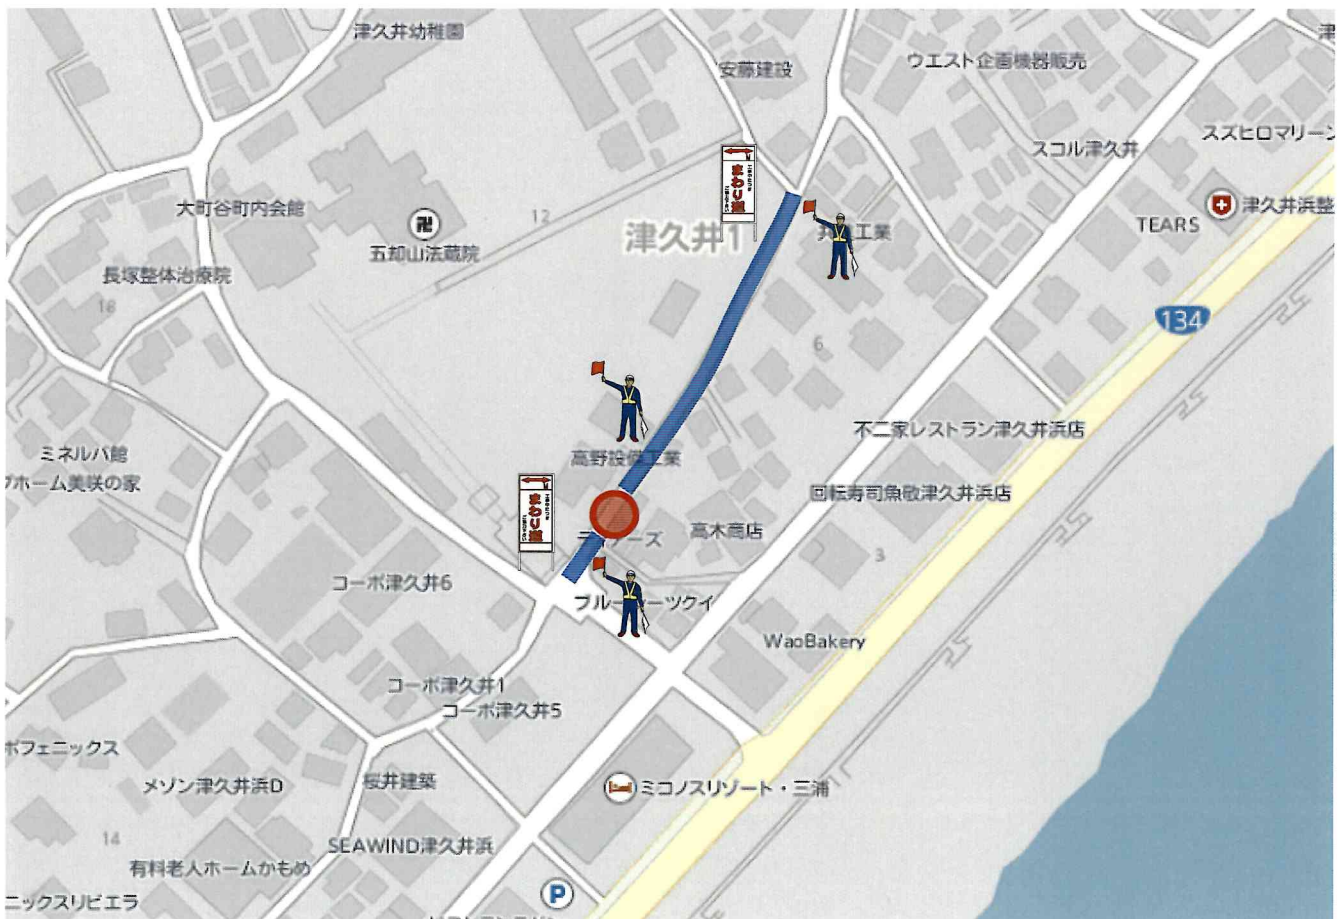 津久井幼稚園
安藤建設
ウエスト企画機器販売
スズヒロマリーン
スコル津久井
まわり道
大町谷町内会館
12
津久井1
津久井浜整
TEARS
五却山法蔵院
工業
長塚整体治療院
18
134
6
不二家レストラン津久井浜店
ミネルバ館
高野設備工業
プホーム美咲の家
回転寿司魚敬津久井浜店
まわり道
高木商店
3
コーポ津久井6
WaoBakery
コーポ津久井1
コーポ津久井5
ポフェニックス
桜井建築
メゾン津久井浜D
ミコノスリゾート・三浦
14
SEAWIND津久井浜
有料老人ホームかもめ
P
ニックスリビエラ